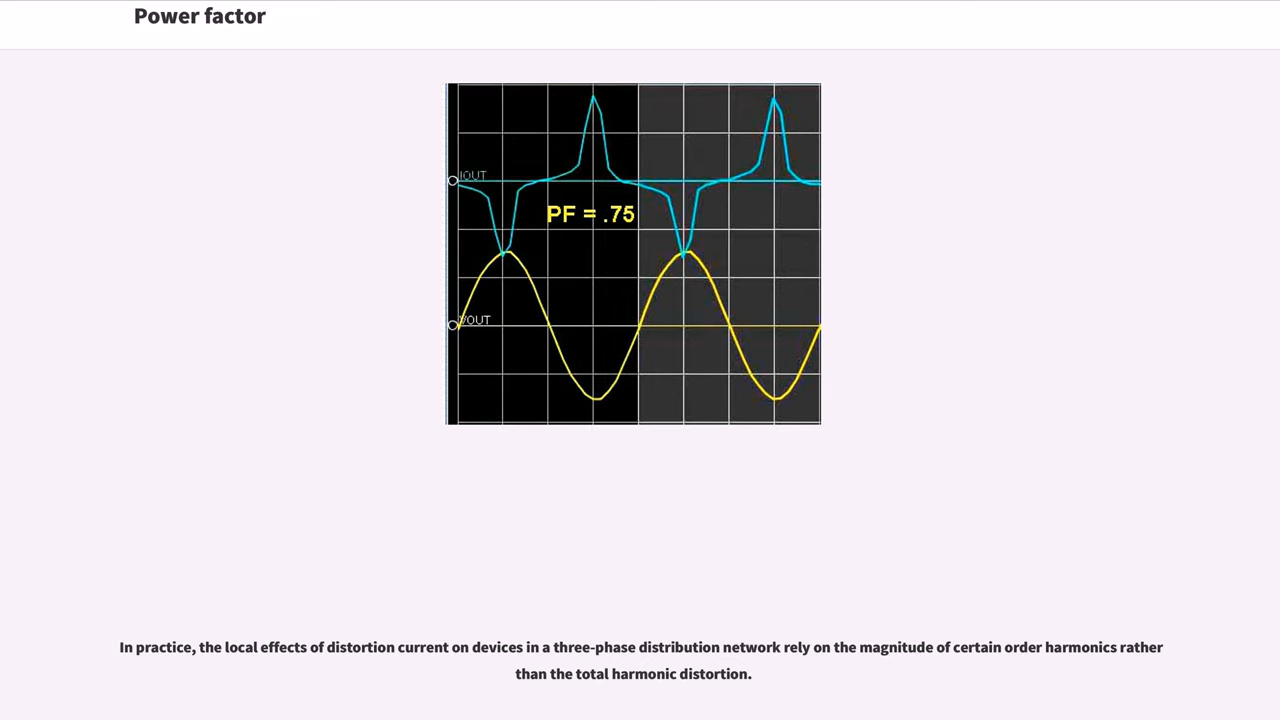 Power factor
IOUT
PF = .75
VOUT
In practice, the local effects of distortion current on devices in a three-phase distribution network rely on the magnitude of certain order harmonics rather
than the total harmonic distortion.